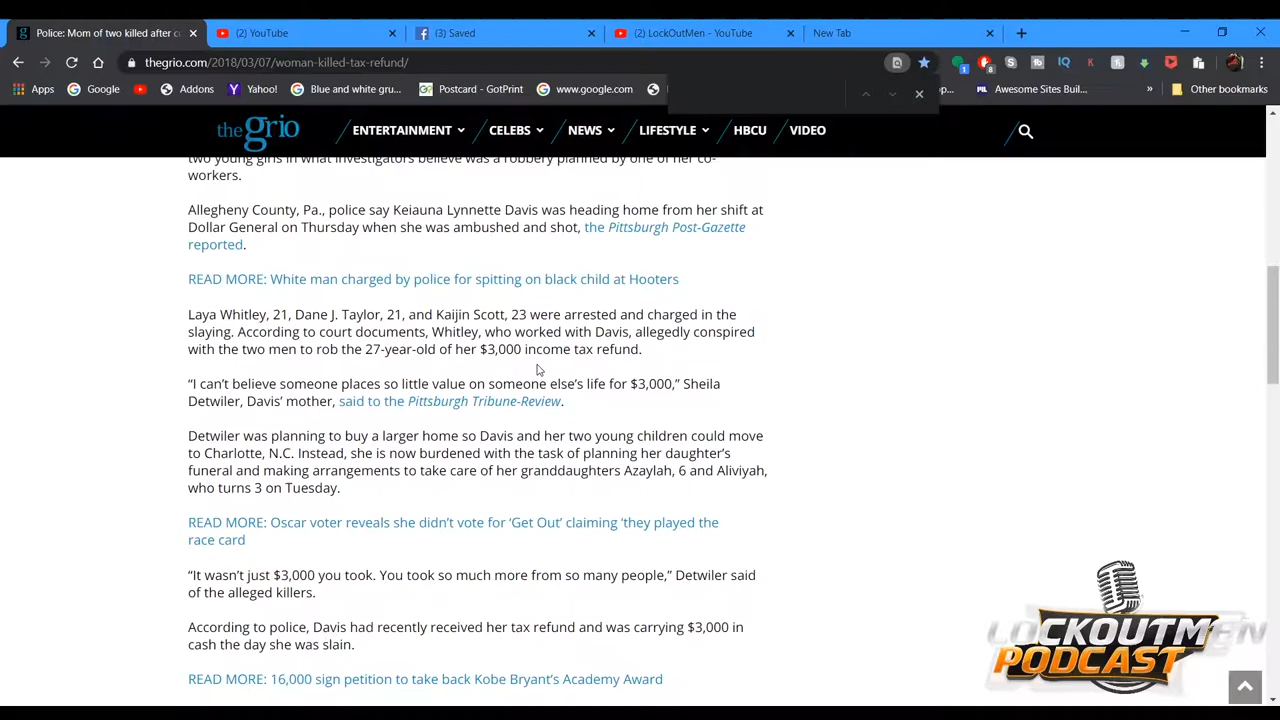 Police: Mom of two killed after c
(2) YouTube
(3) Saved
(2) LockOutMen - YouTube
New Tab
thegrio.com/2018/03/07/woman-killed-tax-refund/
Apps
Google
Addons
Yahoo!
Blue and white gru...
Postcard - GotPrint
www.google.com
Awesome Sites Buil...
»
Other bookmarks
the grio
ENTERTAINMENT
CELEBS
NEWS
LIFESTYLE
HBCU
VIDEO
two young girls in what investigators believe was a robbery planned by one of her co-
workers.
Allegheny County, Pa., police say Keiauna Lynnette Davis was heading home from her shift at
Dollar General on Thursday when she was ambushed and shot, the Pittsburgh Post-Gazette
reported.
READ MORE: White man charged by police for spitting on black child at Hooters
Laya Whitley, 21, Dane J. Taylor, 21, and Kaijin Scott, 23 were arrested and charged in the
slaying. According to court documents, Whitley, who worked with Davis, allegedly conspired
with the two men to rob the 27-year-old of her $3,000 income tax refund.
“I can’t believe someone places so little value on someone else’s life for $3,000,” Sheila
Detwiler, Davis’ mother, said to the Pittsburgh Tribune-Review.
Detwiler was planning to buy a larger home so Davis and her two young children could move
to Charlotte, N.C. Instead, she is now burdened with the task of planning her daughter’s
funeral and making arrangements to take care of her granddaughters Azaylah, 6 and Aliviyah,
who turns 3 on Tuesday.
READ MORE: Oscar voter reveals she didn’t vote for ‘Get Out’ claiming ‘they played the
race card
“It wasn’t just $3,000 you took. You took so much more from so many people,” Detwiler said
of the alleged killers.
According to police, Davis had recently received her tax refund and was carrying $3,000 in
cash the day she was slain.
READ MORE: 16,000 sign petition to take back Kobe Bryant’s Academy Award
LOCKOUTMEN
PODCAST